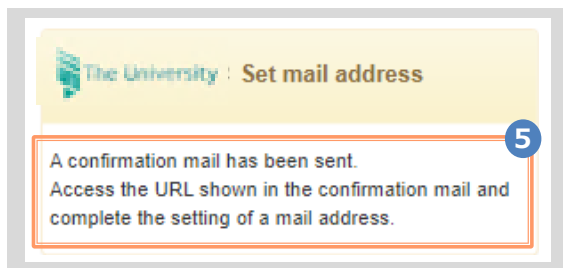 The University : Set mail address
5
A confirmation mail has been sent.
Access the URL shown in the confirmation mail and
complete the setting of a mail address.